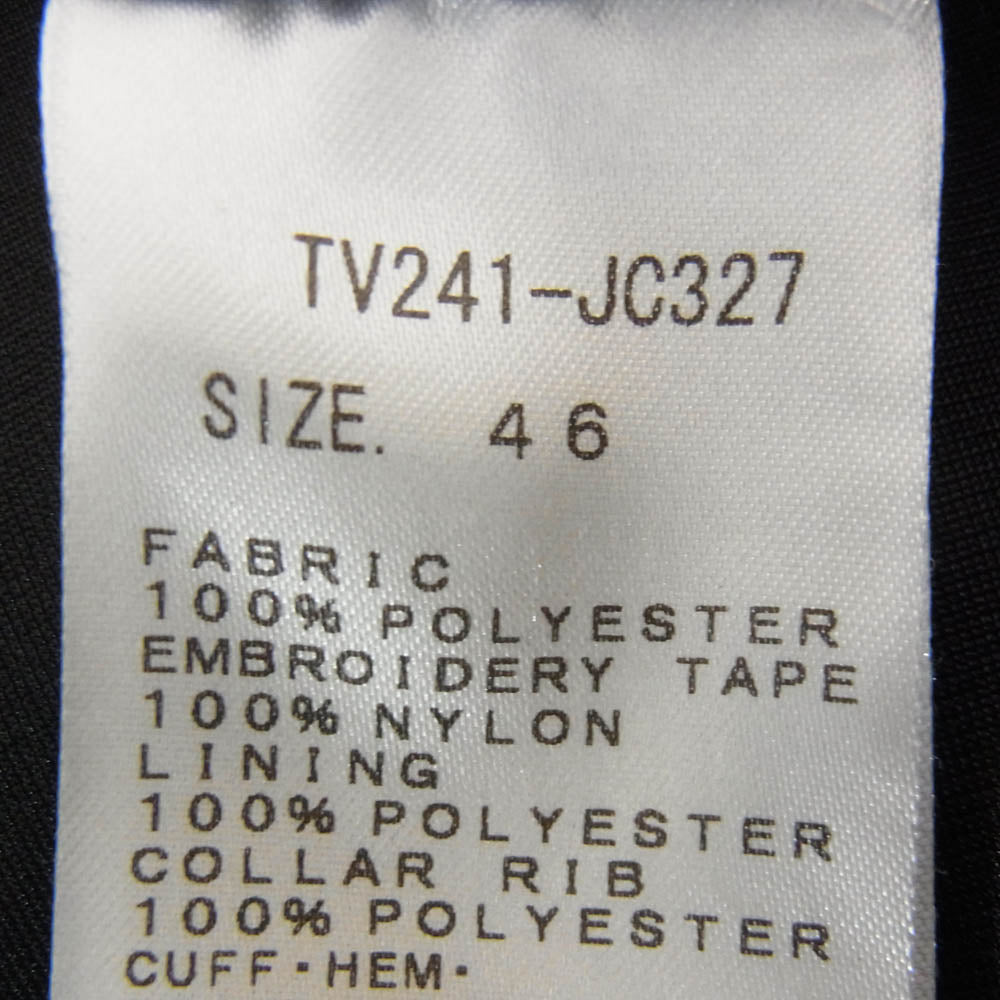 TV241-JC327
SIZE. 46
FABRIC
100% POLYESTER
EMBROIDERY TAPE
100% NYLON
LINING
100% POLYESTER
COLLAR RIB
100% POLYESTER
CUFF·HEM·